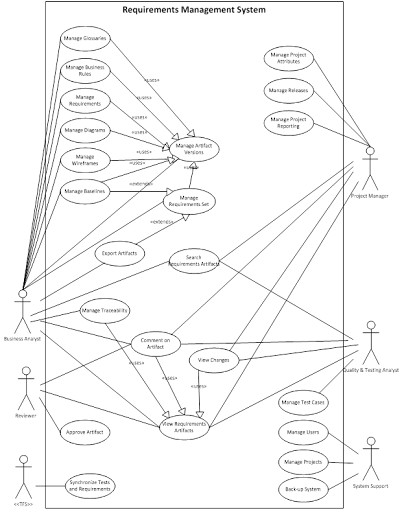 Requirements Management System
Manage Glossaries
Manage Business
Rules
Manage
Requirements
Manage Diagrams
Manage
Wireframes
Manage Baselines
«uses»
«uses»
«uses»
«uses»
«uses»
«extends»
Manage Artifact
Versions
Manage
Requirements Set
«extends»
Export Artifacts
Search
Requirements Artifacts
Manage Traceability
Comment on
Artifact
View Changes
«uses»
«uses»
«uses»
View Requirements
Artifacts
Approve Artifact
Synchronize Tests
and Requirements
Manage Project
Attributes
Manage Releases
Manage Project
Reporting
Manage Test Cases
Manage Users
Manage Projects
Back-up System
Business Analyst
Reviewer
«TFS»
Project Manager
Quality & Testing Analyst
System Support